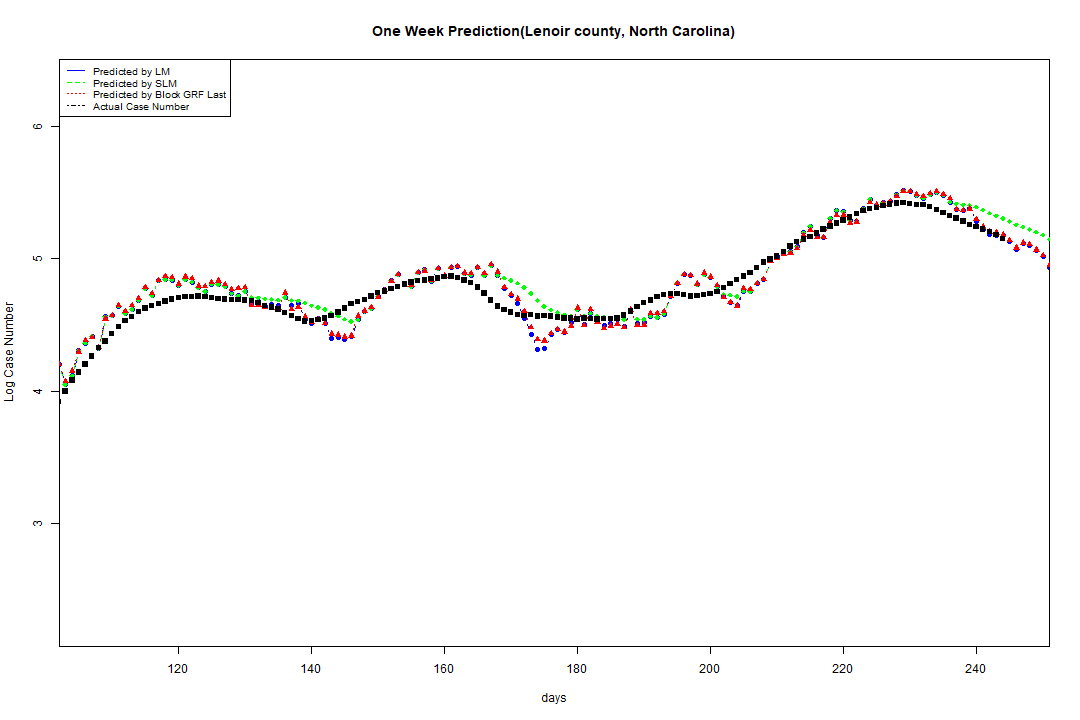 One Week Prediction(Lenoir county, North Carolina)
Predicted by LM
Predicted by SLM
Predicted by Block GRF Last
Actual Case Number
6
5
4
3
Log Case Number
120 140 160 180 200 220 240
days